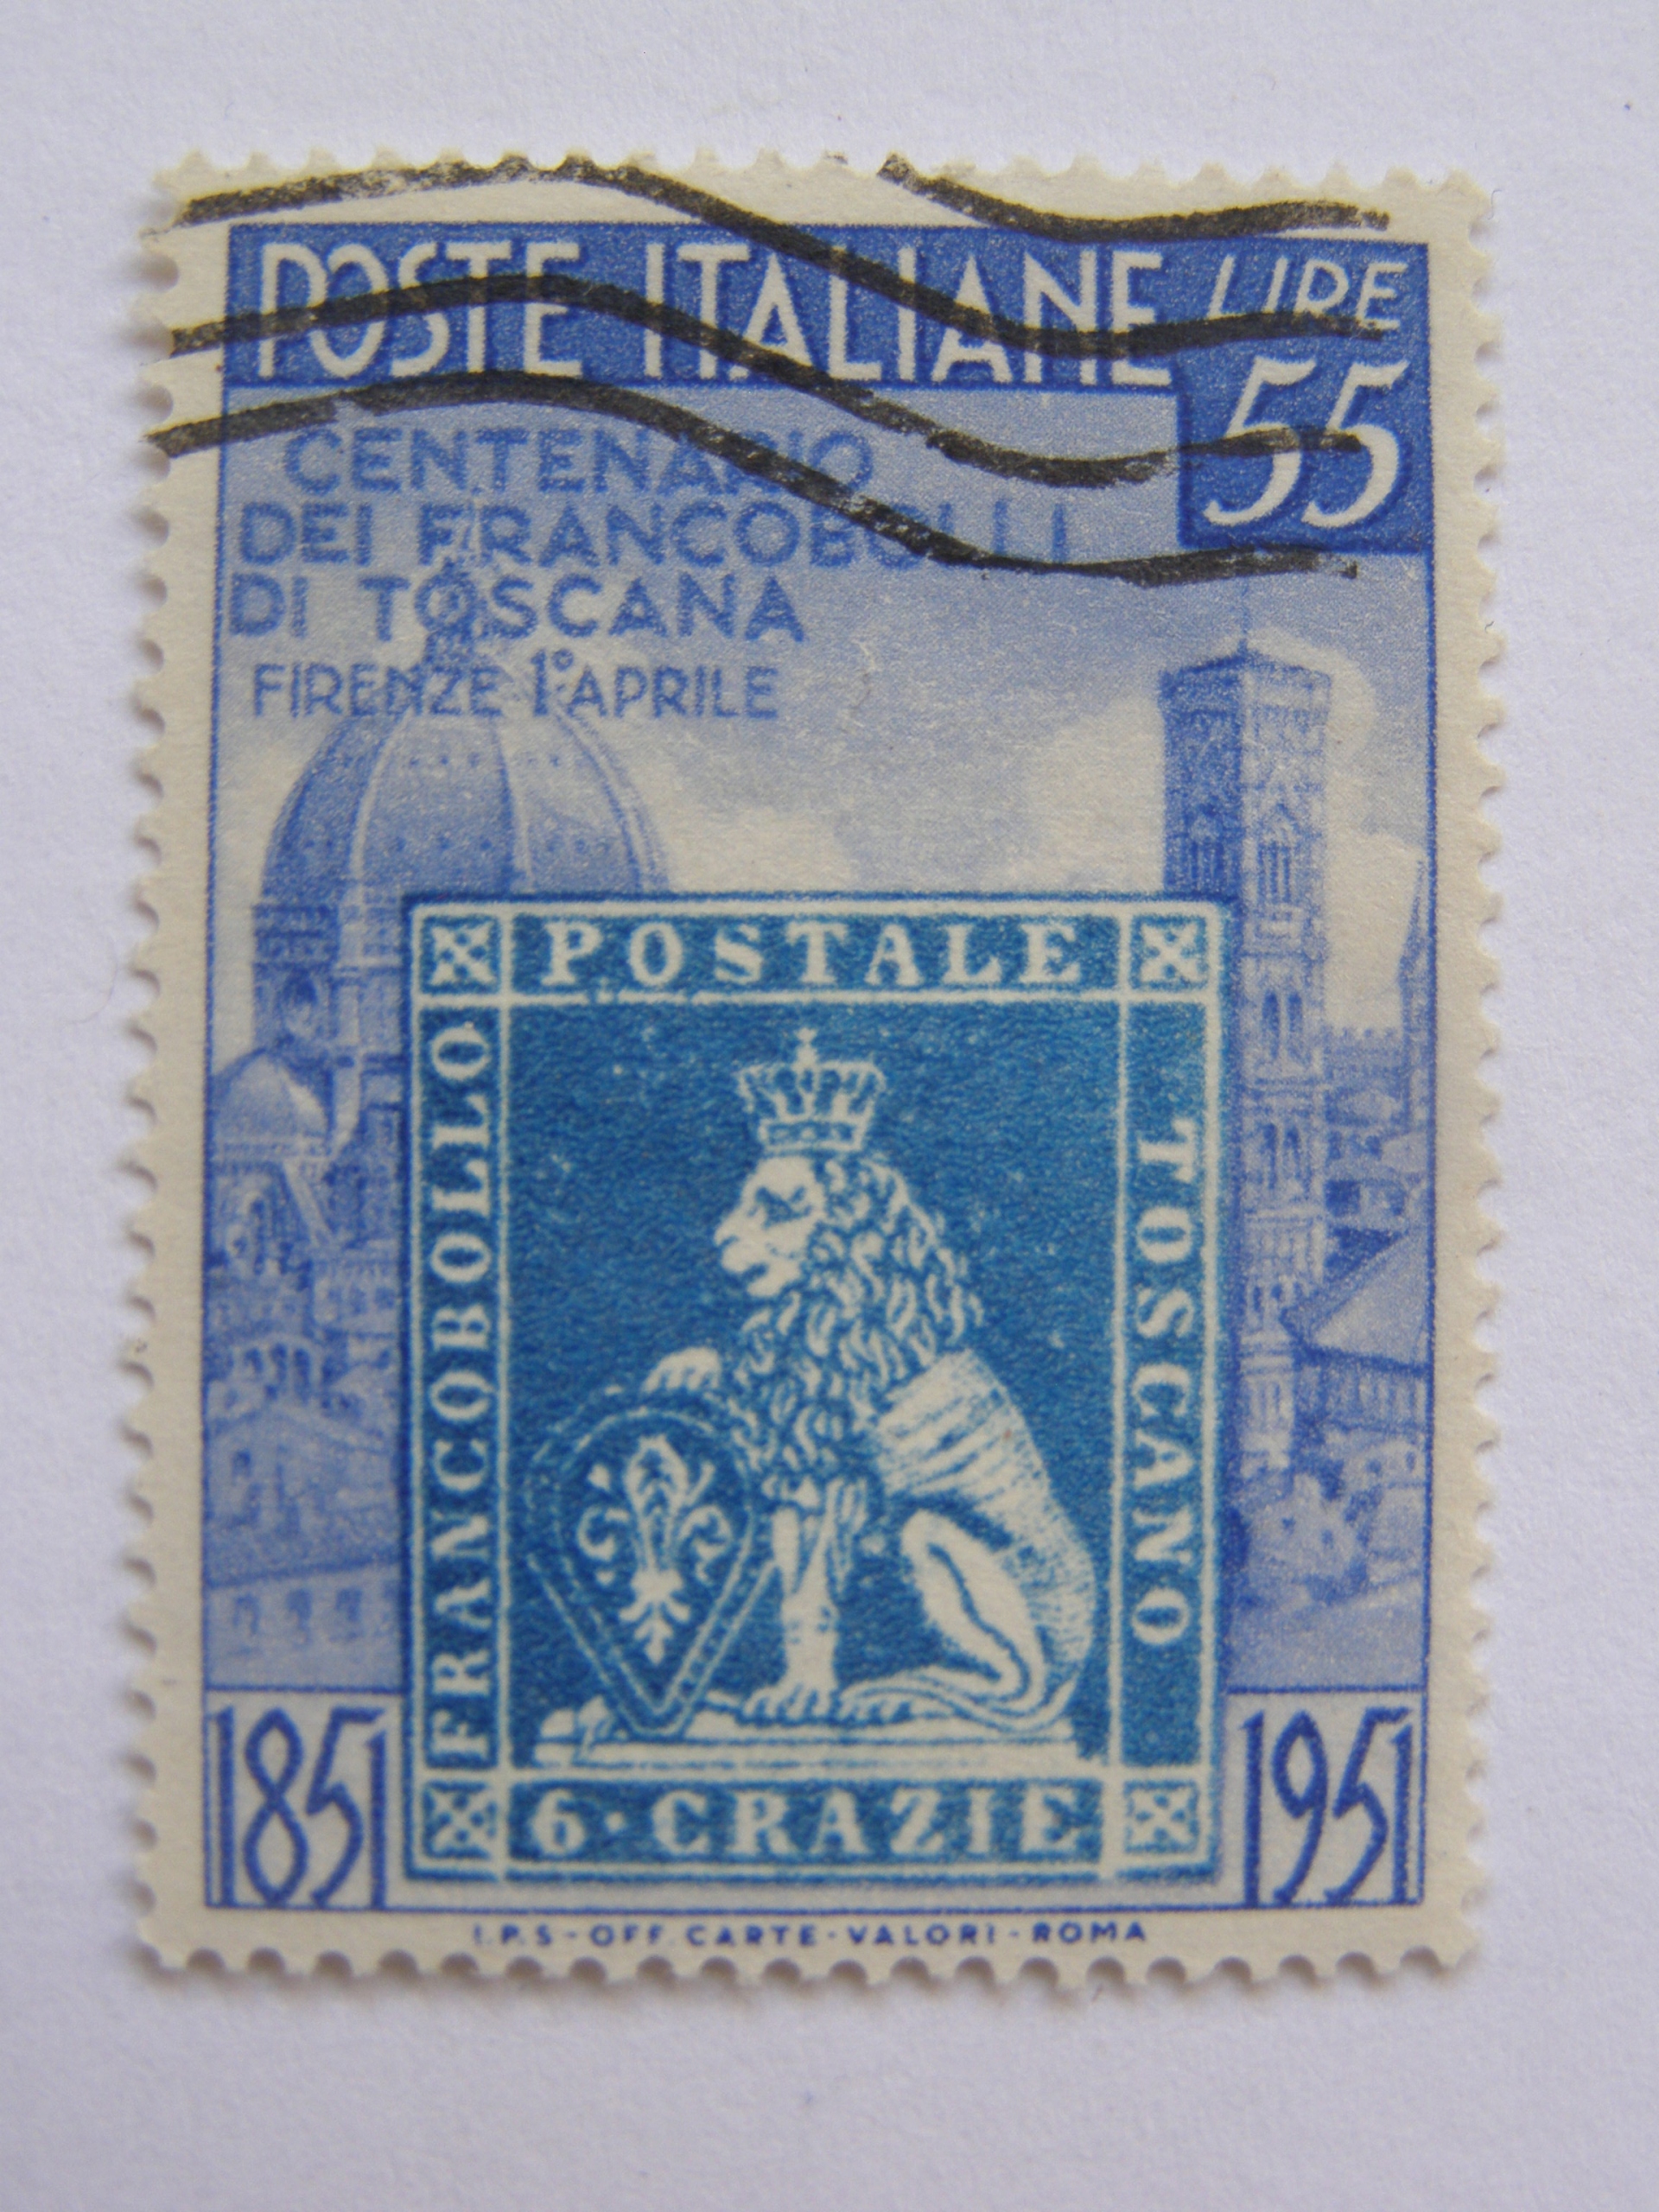 POSTE ITALIANE LIRE
55
CENTENARIO
DEI FRANCOBOLLI
DI TOSCANA
FIRENZE 1º APRILE
POSTALE
FRANCOBOLLO
TOSCANO
6·CRAZIE
1851
1951
I.P.S-OFF.CARTE-VALORI-ROMA